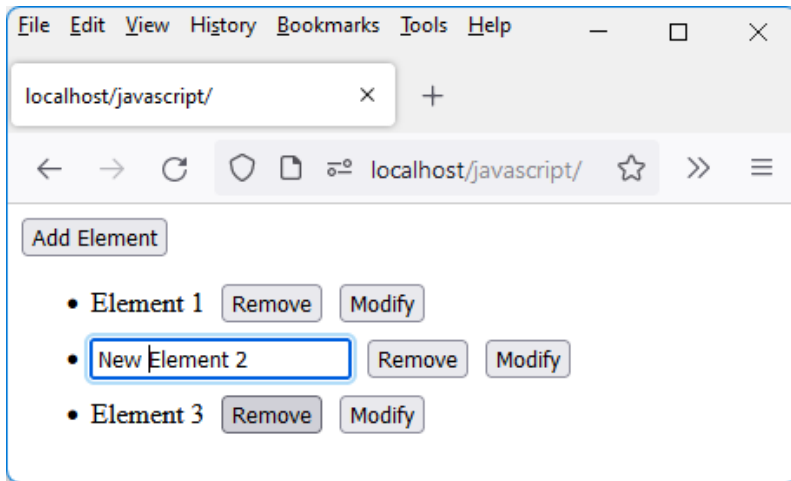 File Edit View History Bookmarks Tools Help
localhost/javascript/
localhost/javascript/
Add Element
• Element 1 Remove Modify
• New Element 2 Remove Modify
• Element 3 Remove Modify